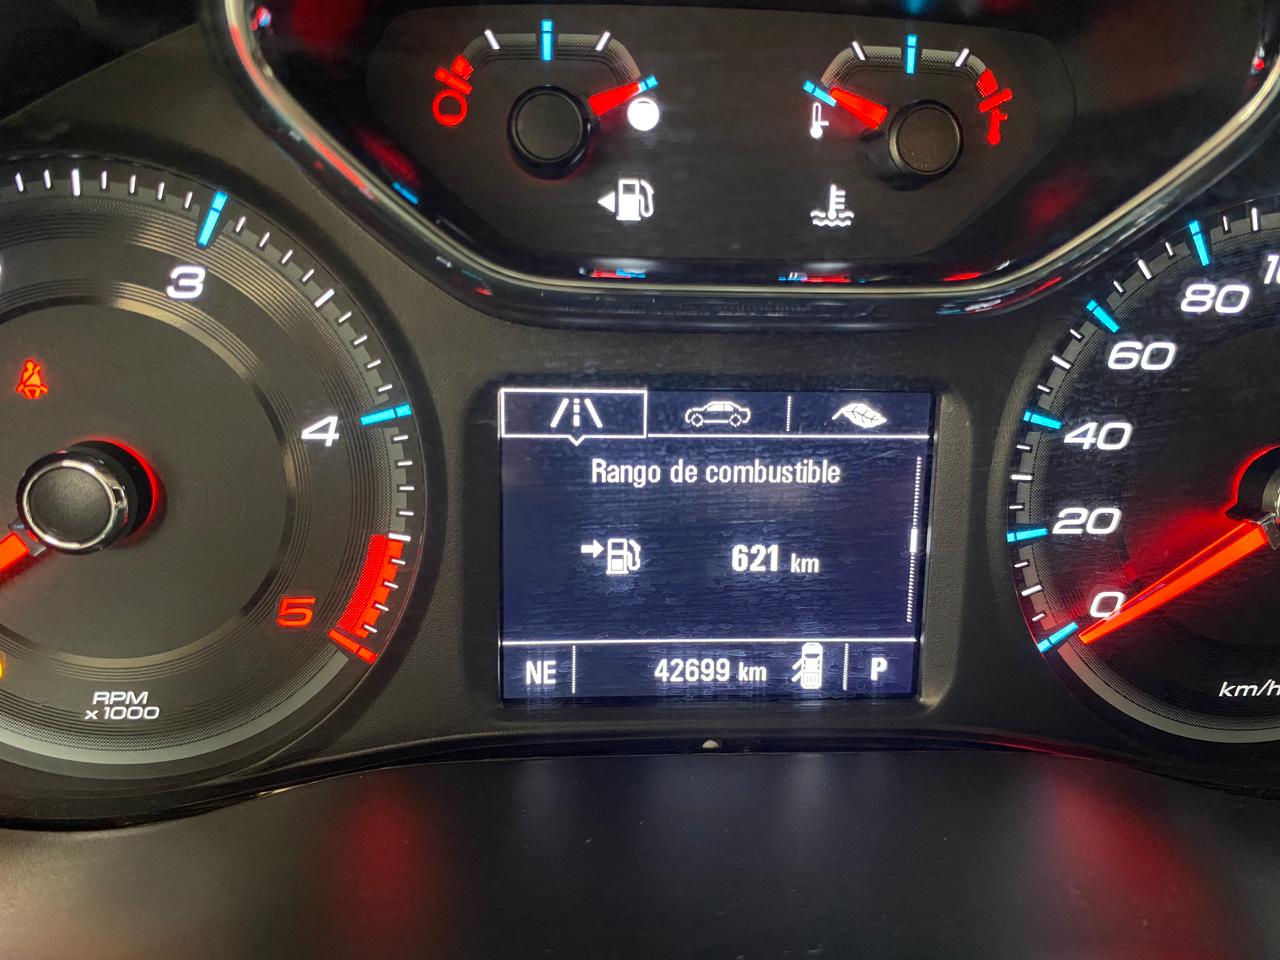 3
4
5
RPM
x1000
Rango de combustible
621 km
NE 42699 km P
80
60
40
20
0
km/h